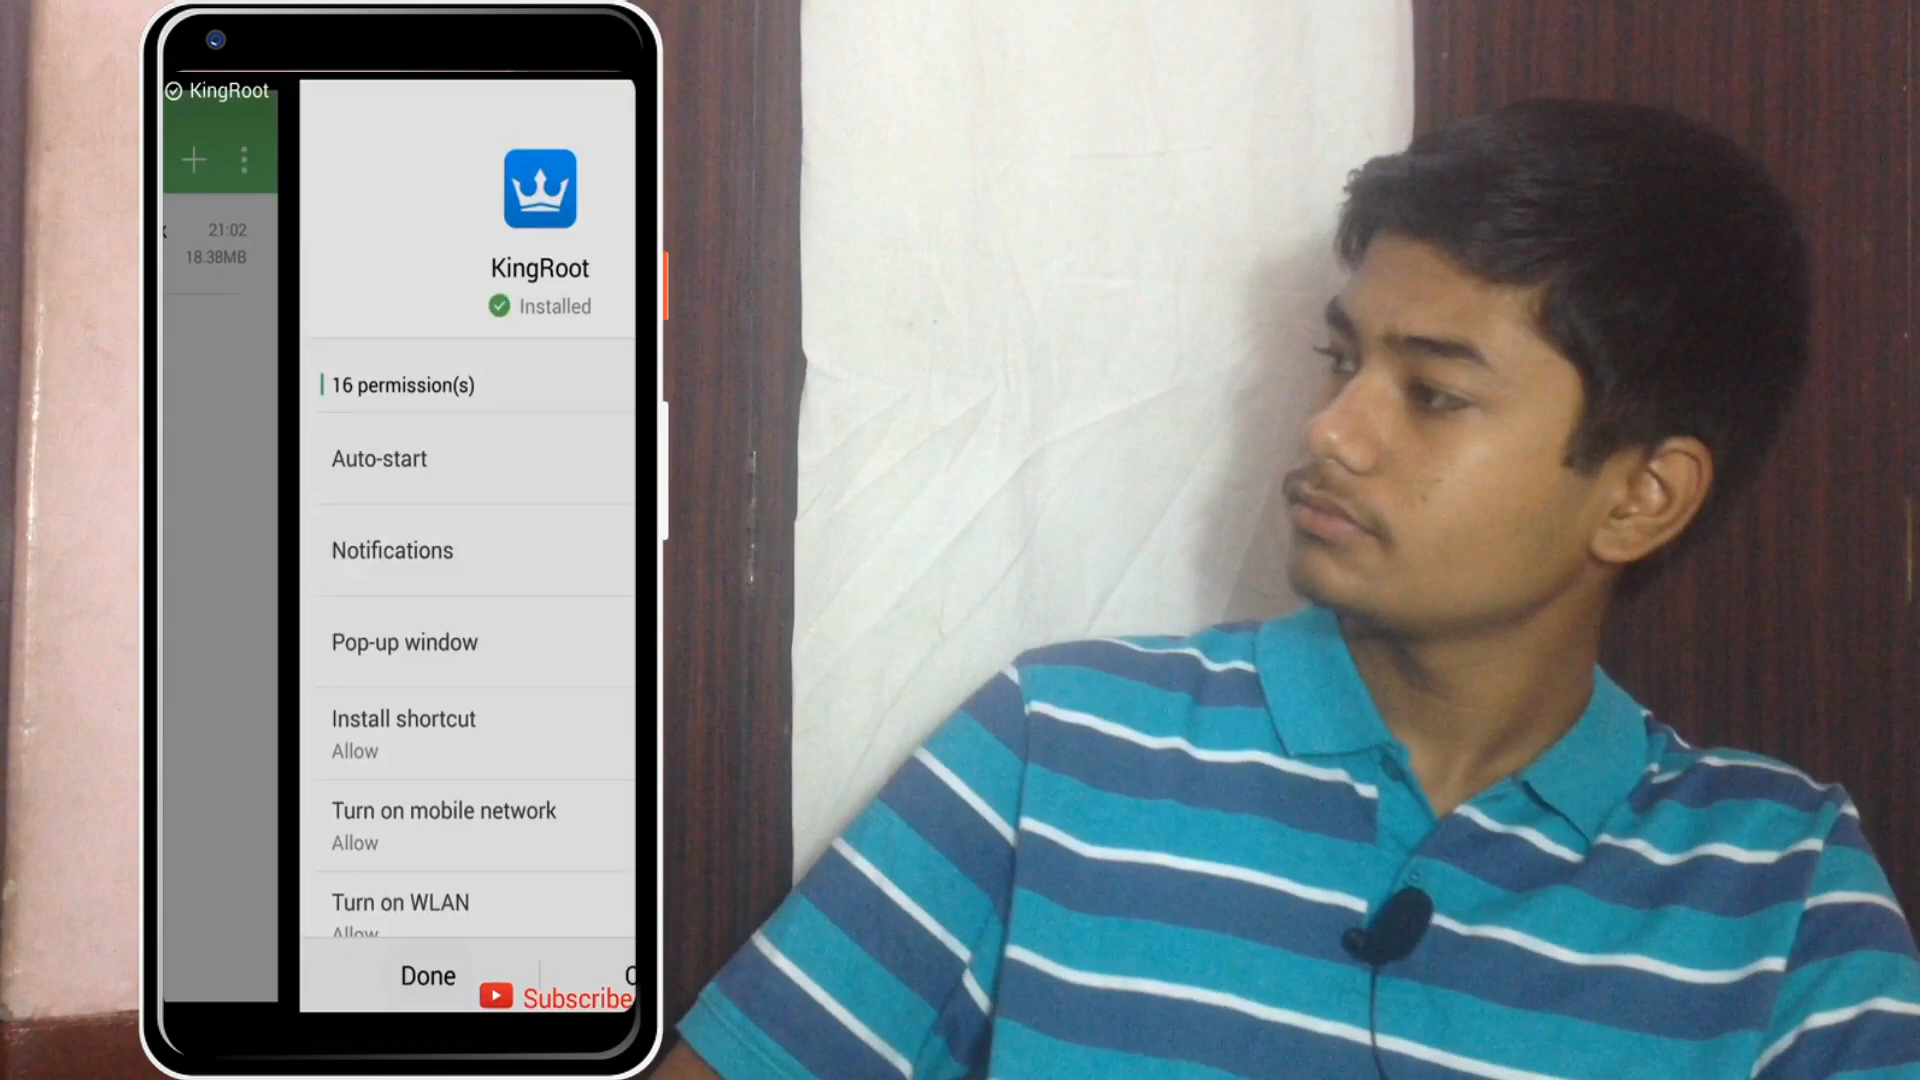 KingRoot
21:02
18.38MB
KingRoot
Installed
16 permission(s)
Auto-start
Notifications
Pop-up window
Install shortcut
Allow
Turn on mobile network
Allow
Turn on WLAN
Allow
Done
Subscribe